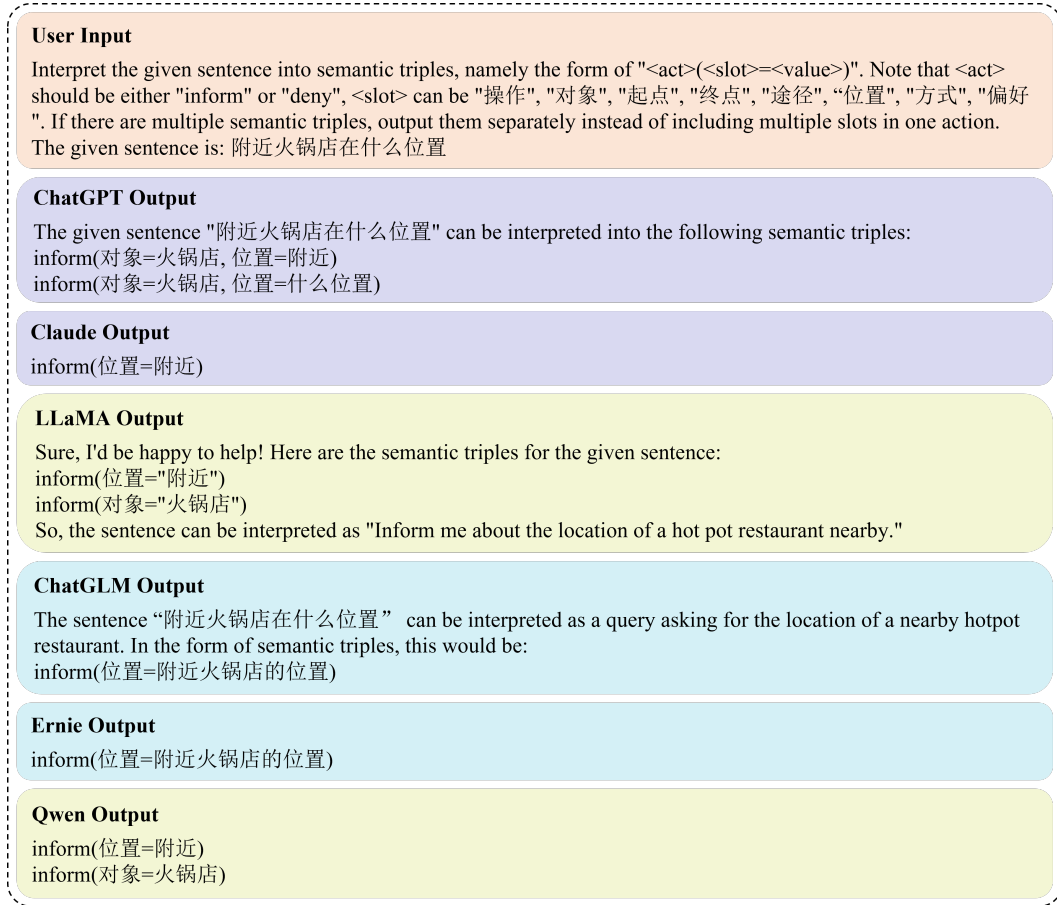 User Input
Interpret the given sentence into semantic triples, namely the form of "<act>(<slot>=<value>)". Note that <act>
should be either "inform" or "deny", <slot> can be "操作", "对象", "起点", "终点", "途径", “位置", "方式", "偏好
". If there are multiple semantic triples, output them separately instead of including multiple slots in one action.
The given sentence is: 附近火锅店在什么位置
ChatGPT Output
The given sentence "附近火锅店在什么位置" can be interpreted into the following semantic triples:
inform(对象=火锅店, 位置=附近)
inform(对象=火锅店, 位置=什么位置)
Claude Output
inform(位置=附近)
LLaMA Output
Sure, I'd be happy to help! Here are the semantic triples for the given sentence:
inform(位置="附近")
inform(对象="火锅店")
So, the sentence can be interpreted as "Inform me about the location of a hot pot restaurant nearby."
ChatGLM Output
The sentence “附近火锅店在什么位置” can be interpreted as a query asking for the location of a nearby hotpot
restaurant. In the form of semantic triples, this would be:
inform(位置=附近火锅店的位置)
Ernie Output
inform(位置=附近火锅店的位置)
Qwen Output
inform(位置=附近)
inform(对象=火锅店)